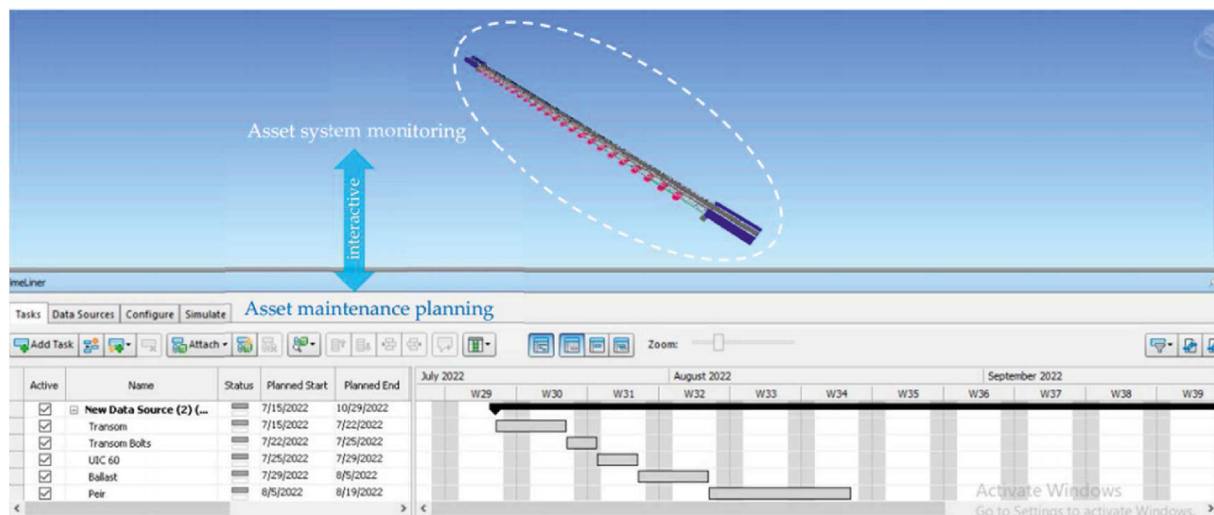 Asset system monitoring
interactive
imeLiner
Tasks Data Sources Configure Simulate Asset maintenance planning
Add Task Attach Zoom:
Active Name Status Planned Start Planned End July 2022 August 2022 September 2022
W29 W30 W31 W32 W33 W34 W35 W36 W37 W38 W39
New Data Source (2) (... 7/15/2022 10/29/2022
Transom 7/15/2022 7/22/2022
Transom Bolts 7/22/2022 7/25/2022
UIC 60 7/25/2022 7/29/2022
Ballast 7/29/2022 8/5/2022
Peir 8/5/2022 8/19/2022
Activate Windows
Go to Settings to activate Windows.